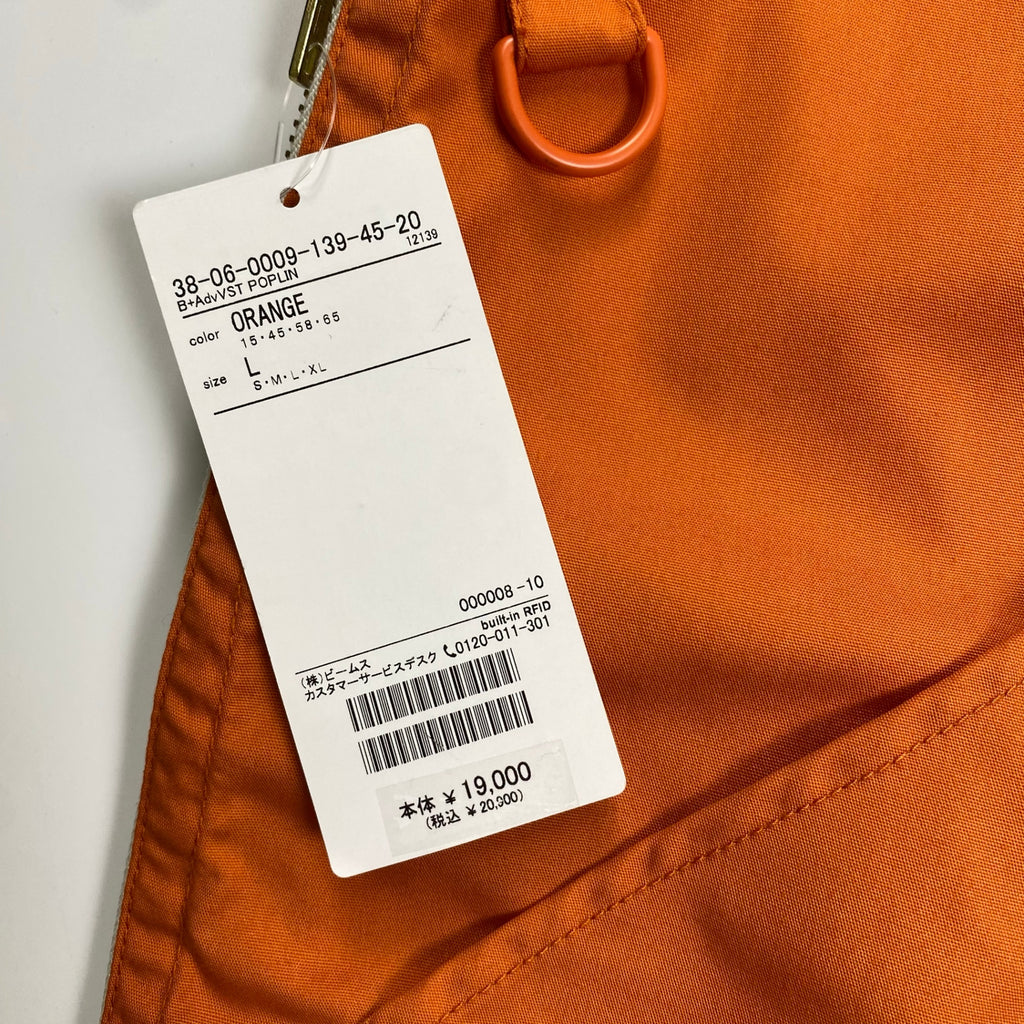 38-06-0009-139-45-20
12139
B+AdvVST POPLIN
color ORANGE
15・45・58・65
size L
S・M・L・XL
000008 -10
built-in RFID
(株)ビームス
カスタマーサービスデスク 0120-011-301
本体 ¥ 19,000
(税込 ¥ 20,900)